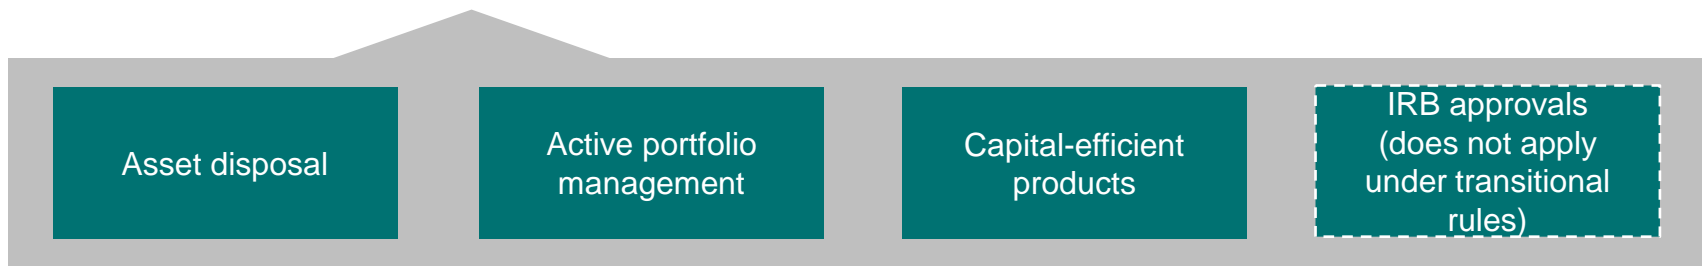 Asset disposal
Active portfolio
management
Capital-efficient
products
IRB approvals
(does not apply
under transitional
rules)